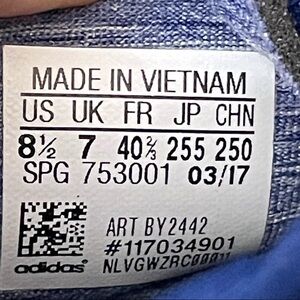 MADE IN VIETNAM
US UK FR JP CHN
8½ 7 40⅔ 255 250
SPG 753001 03/17
ART BY2442
#117034901
adidas